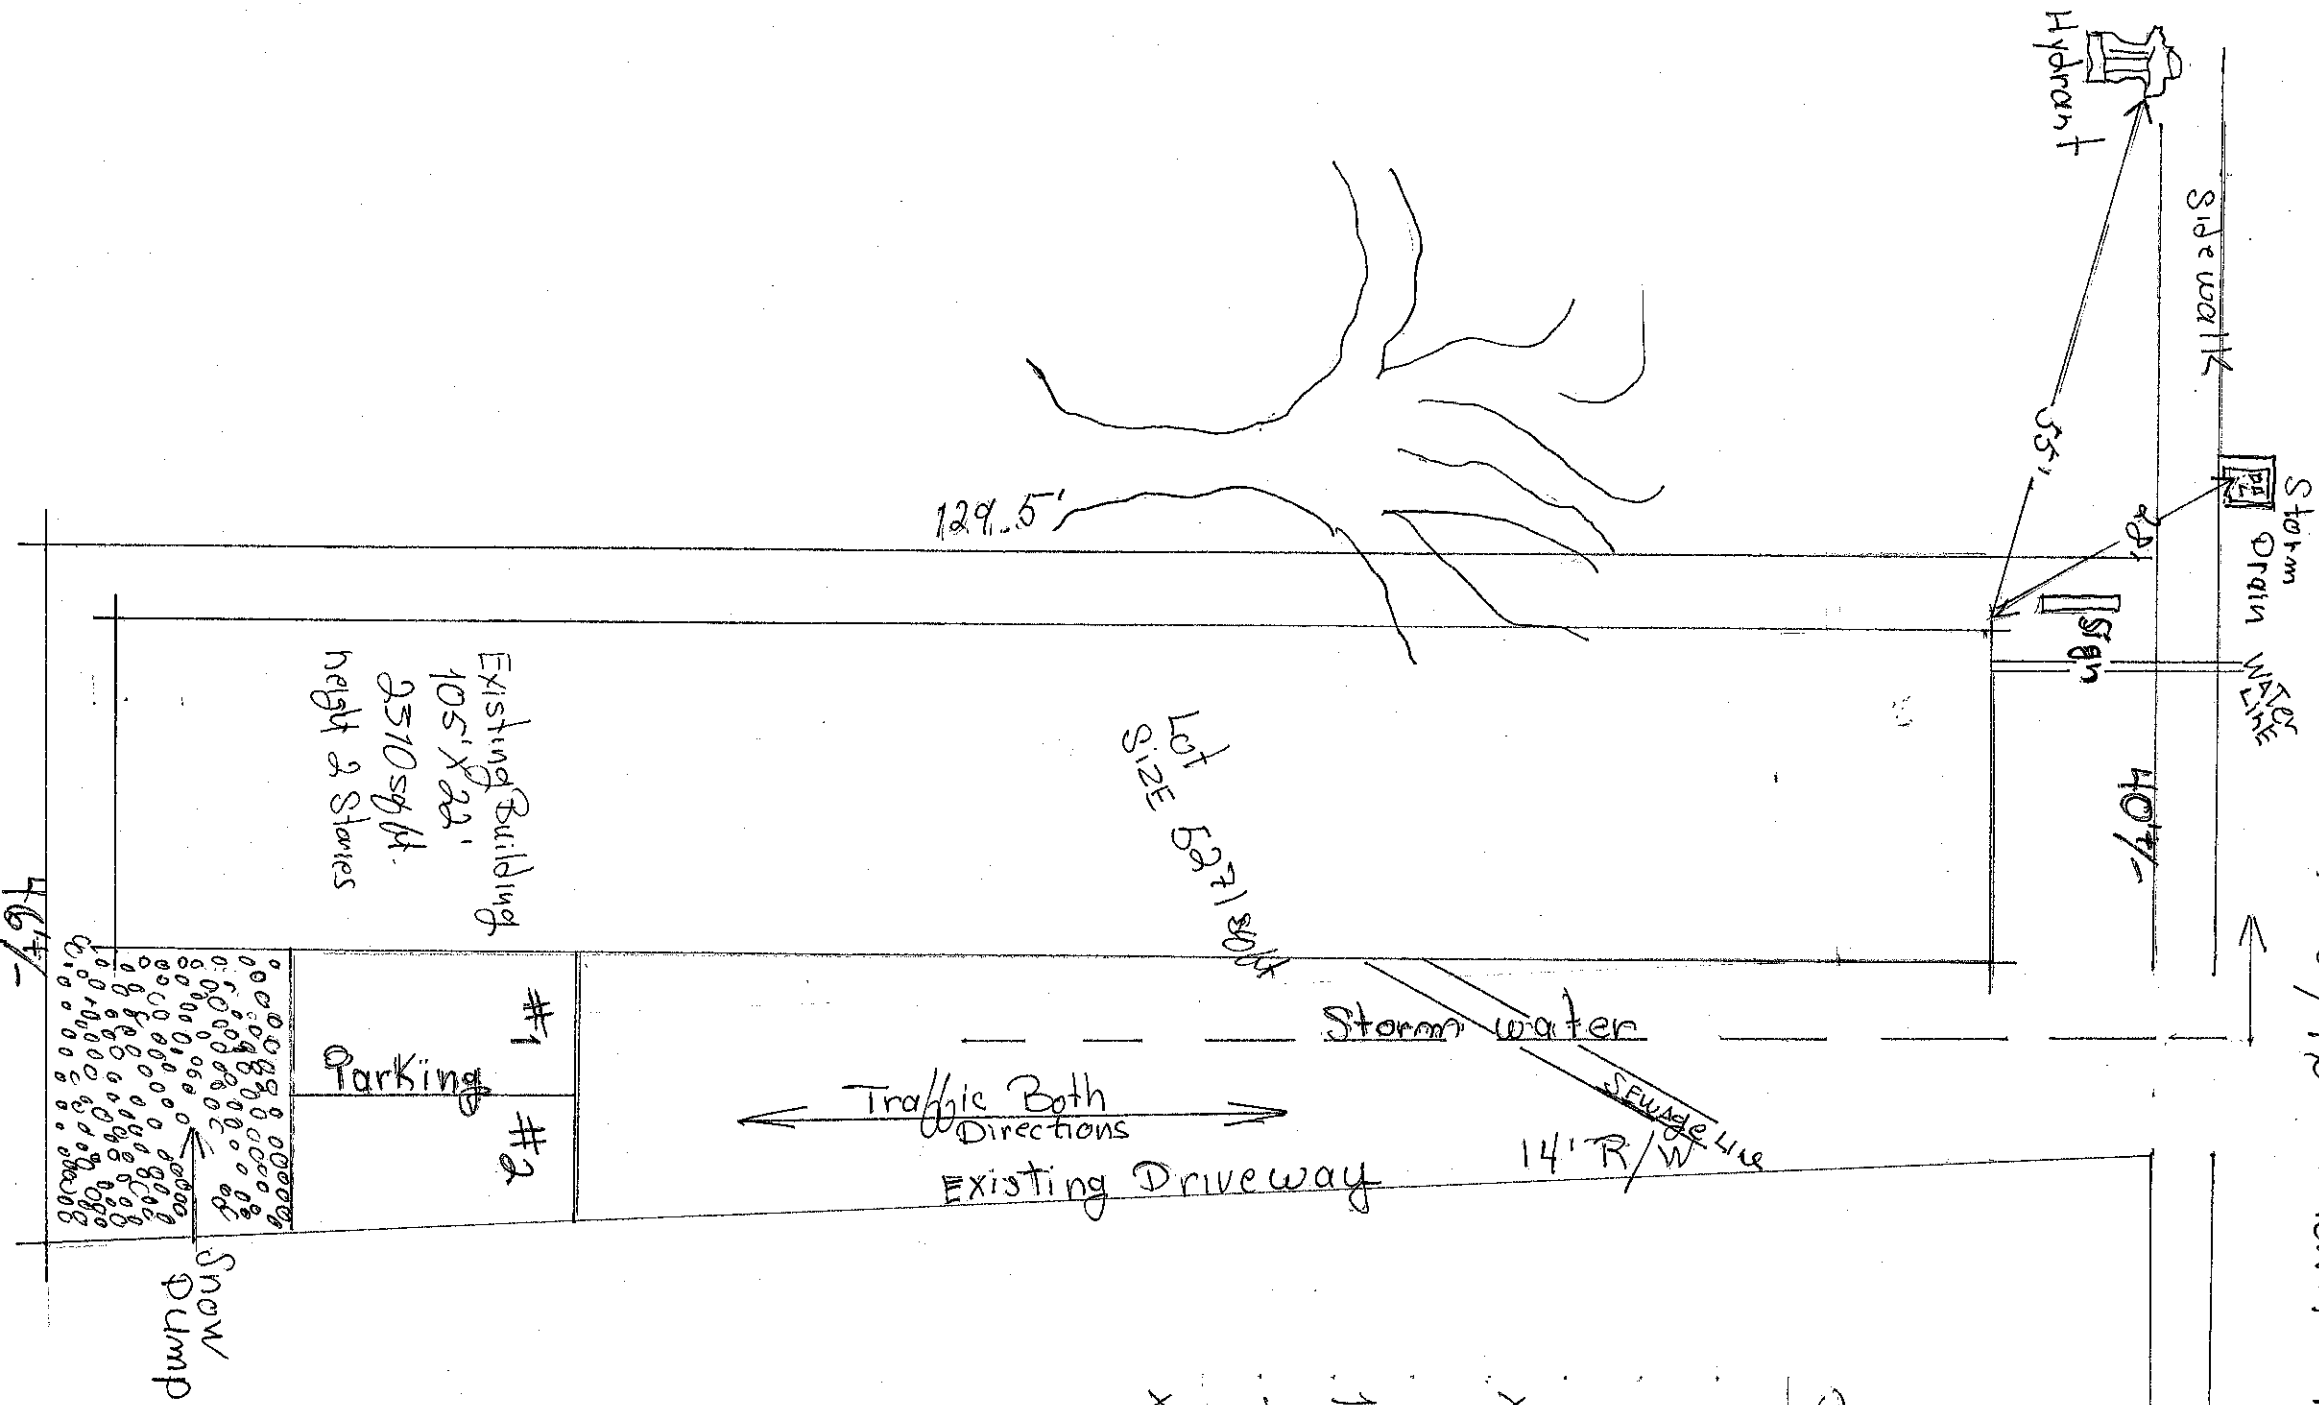 Hydrant
Sidewalk
55'
28'
Storm
Drain
Water
Line
Sign
40'+/-
129.5'
Existing Building
105' x 22'
2310 sq/ft.
height 2 Stories
Lot
Size 5271 sq/ft
46'+/-
#1
Parking
#2
Storm water
Sewage Line
Traffic Both
Directions
14' R/W
Existing Driveway
Snow
Dump